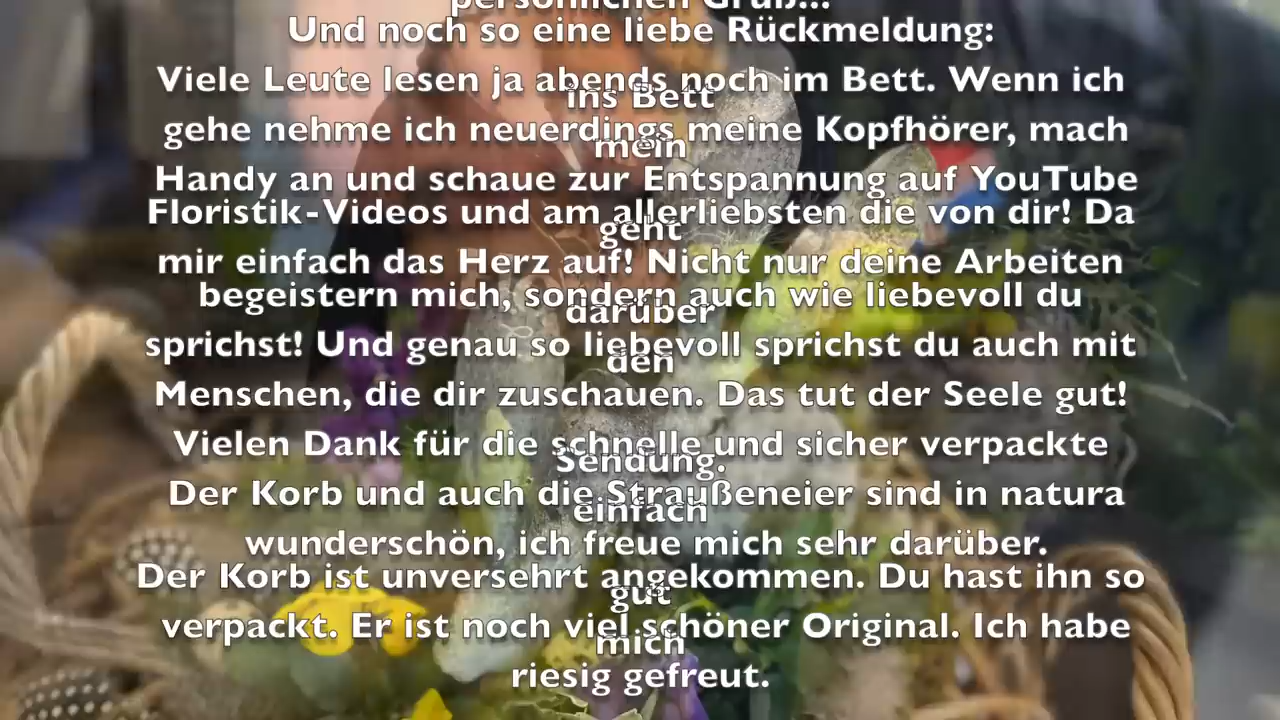 persönlichen Gruß...
Und noch so eine liebe Rückmeldung:
Viele Leute lesen ja abends noch im Bett. Wenn ich
ins Bett
gehe nehme ich neuerdings meine Kopfhörer, mach
mein
Handy an und schaue zur Entspannung auf YouTube
Floristik-Videos und am allerliebsten die von dir! Da
geht
mir einfach das Herz auf! Nicht nur deine Arbeiten
begeistern mich, sondern auch wie liebevoll du
darüber
sprichst! Und genau so liebevoll sprichst du auch mit
den
Menschen, die dir zuschauen. Das tut der Seele gut!
Vielen Dank für die schnelle und sicher verpackte
Sendung.
Der Korb und auch die Straußeneier sind in natura
einfach
wunderschön, ich freue mich sehr darüber.
Der Korb ist unversehrt angekommen. Du hast ihn so
gut
verpackt. Er ist noch viel schöner Original. Ich habe
mich
riesig gefreut.